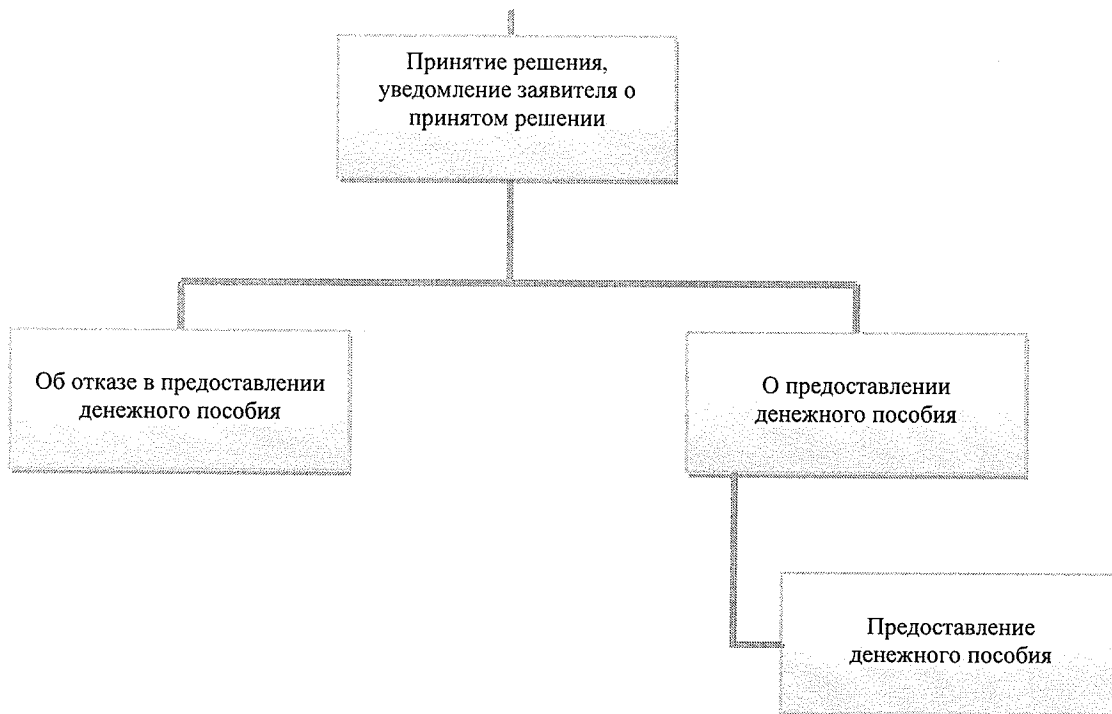 Принятие решения,
уведомление заявителя о
принятом решении
Об отказе в предоставлении
денежного пособия
О предоставлении
денежного пособия
Предоставление
денежного пособия